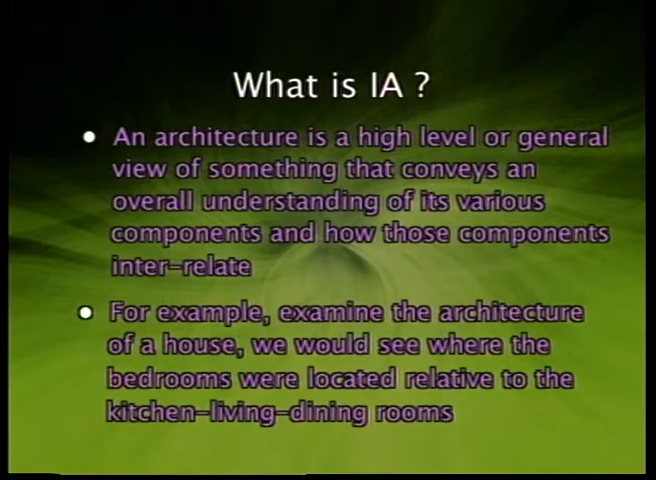 What is IA ?
• An architecture is a high level or general
view of something that conveys an
overall understanding of its various
components and how those components
inter-relate
• For example, examine the architecture
of a house, we would see where the
bedrooms were located relative to the
kitchen-living-dining rooms